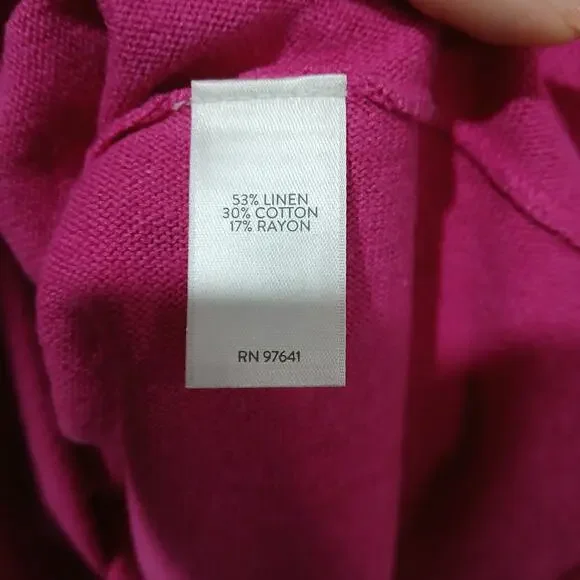 53% LINEN
30% COTTON
17% RAYON
RN 97641